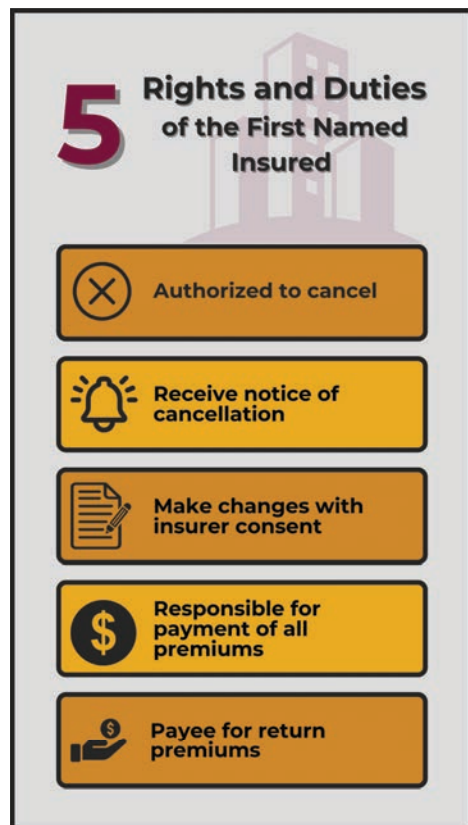 5
Rights and Duties
of the First Named
Insured
Authorized to cancel
Receive notice of
cancellation
Make changes with
insurer consent
$
Responsible for
payment of all
premiums
$
Payee for return
premiums